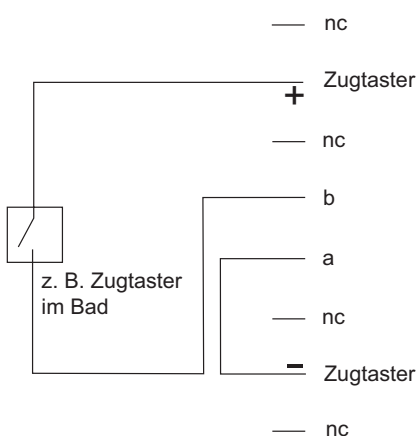 nc
Zugtaster
+
nc
b
z. B. Zugtaster
im Bad
a
nc
-
Zugtaster
nc